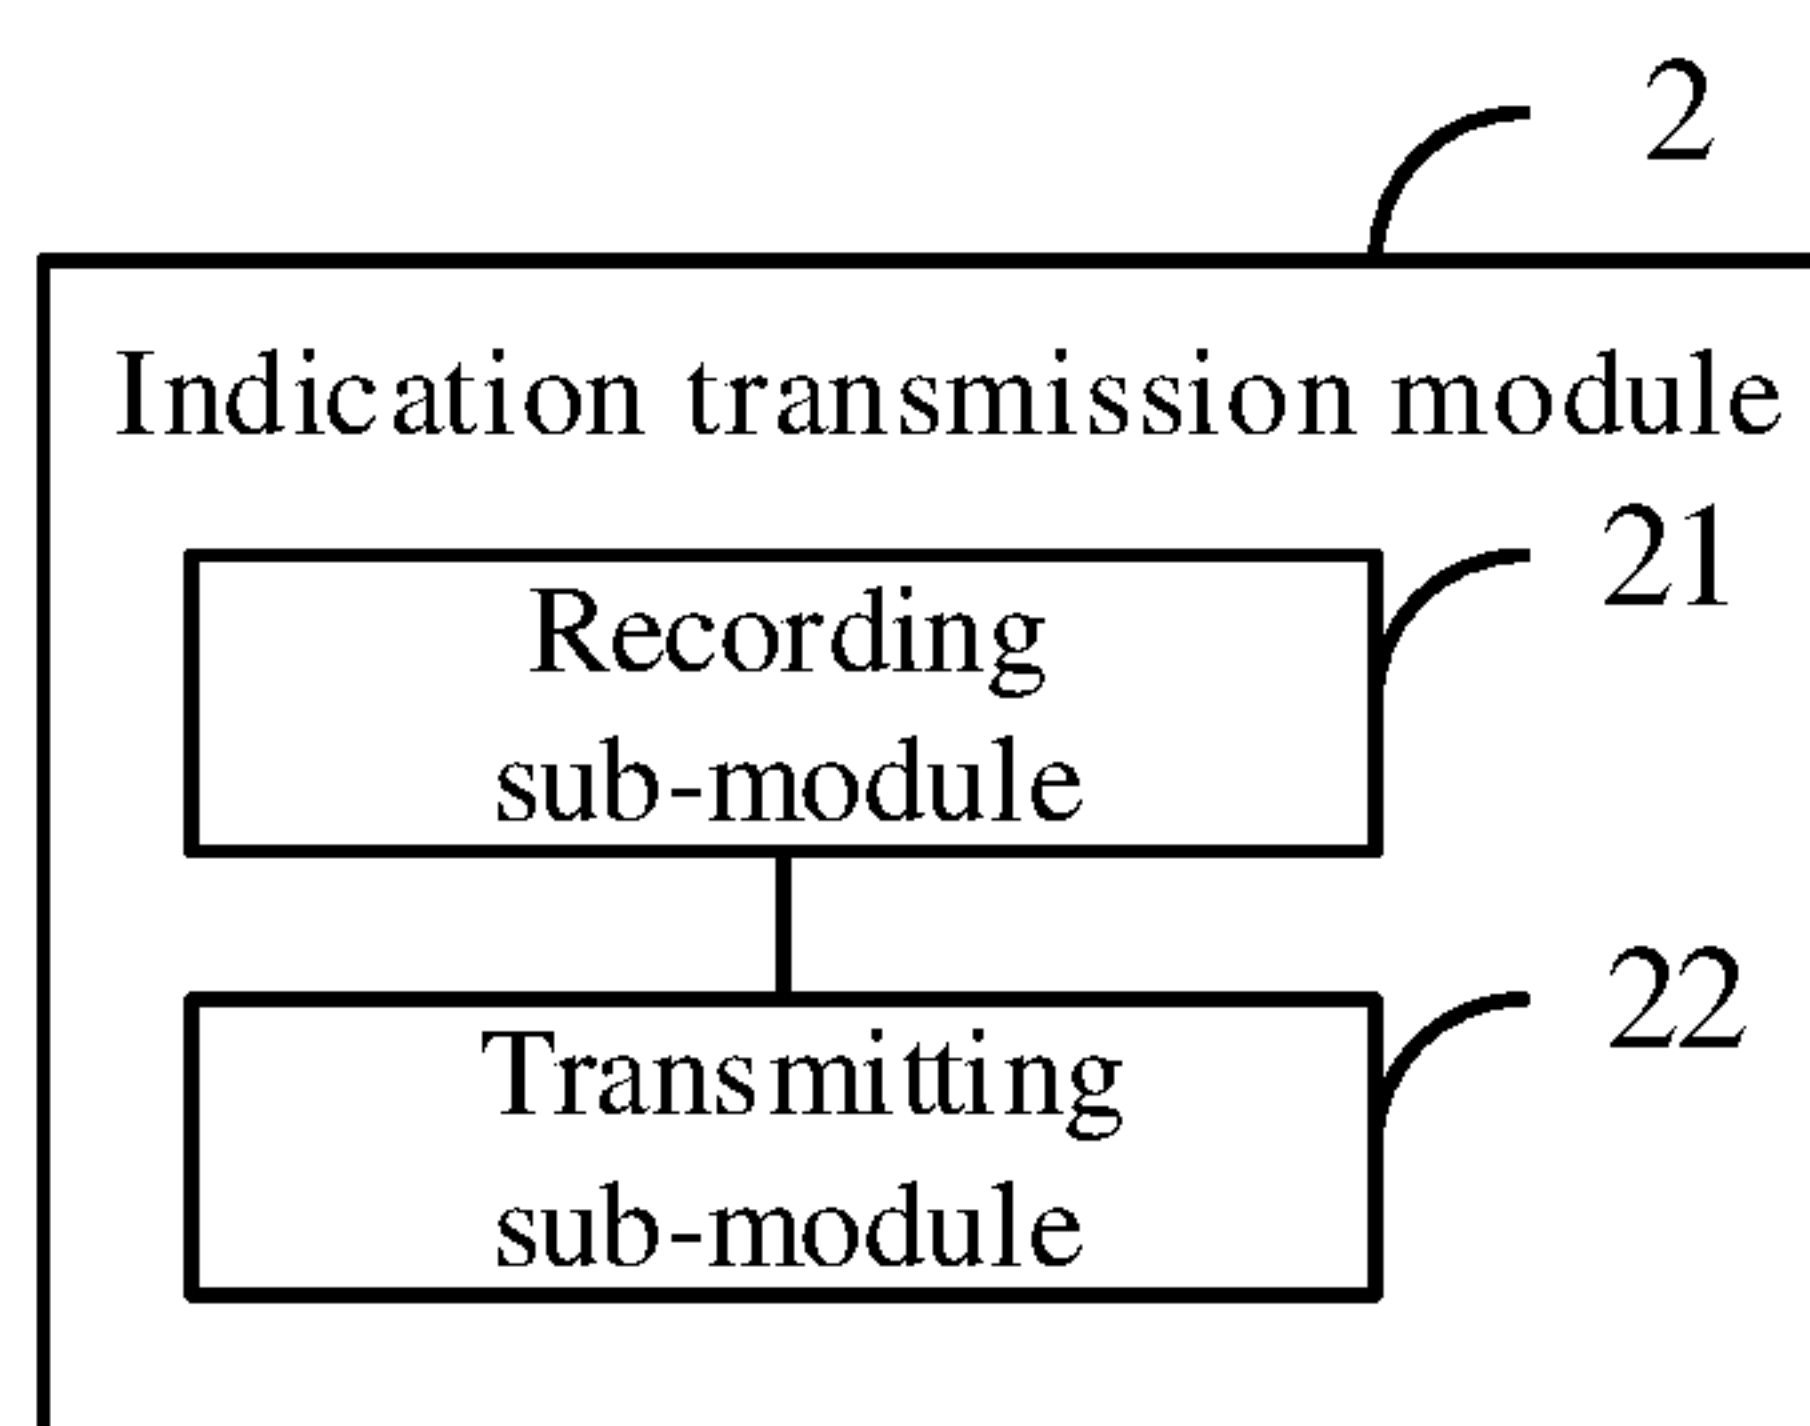 2
Indication transmission module
21
Recording
sub-module
22
Transmitting
sub-module